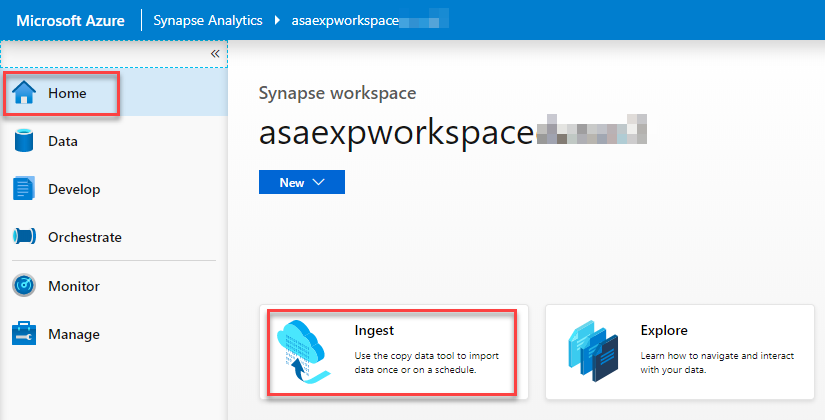 Microsoft Azure Synapse Analytics asaexpworkspace
«
Home
Data
Develop
Orchestrate
Monitor
Manage
Synapse workspace
asaexpworkspace
New
Ingest
Use the copy data tool to import
data once or on a schedule.
Explore
Learn how to navigate and interact
with your data.